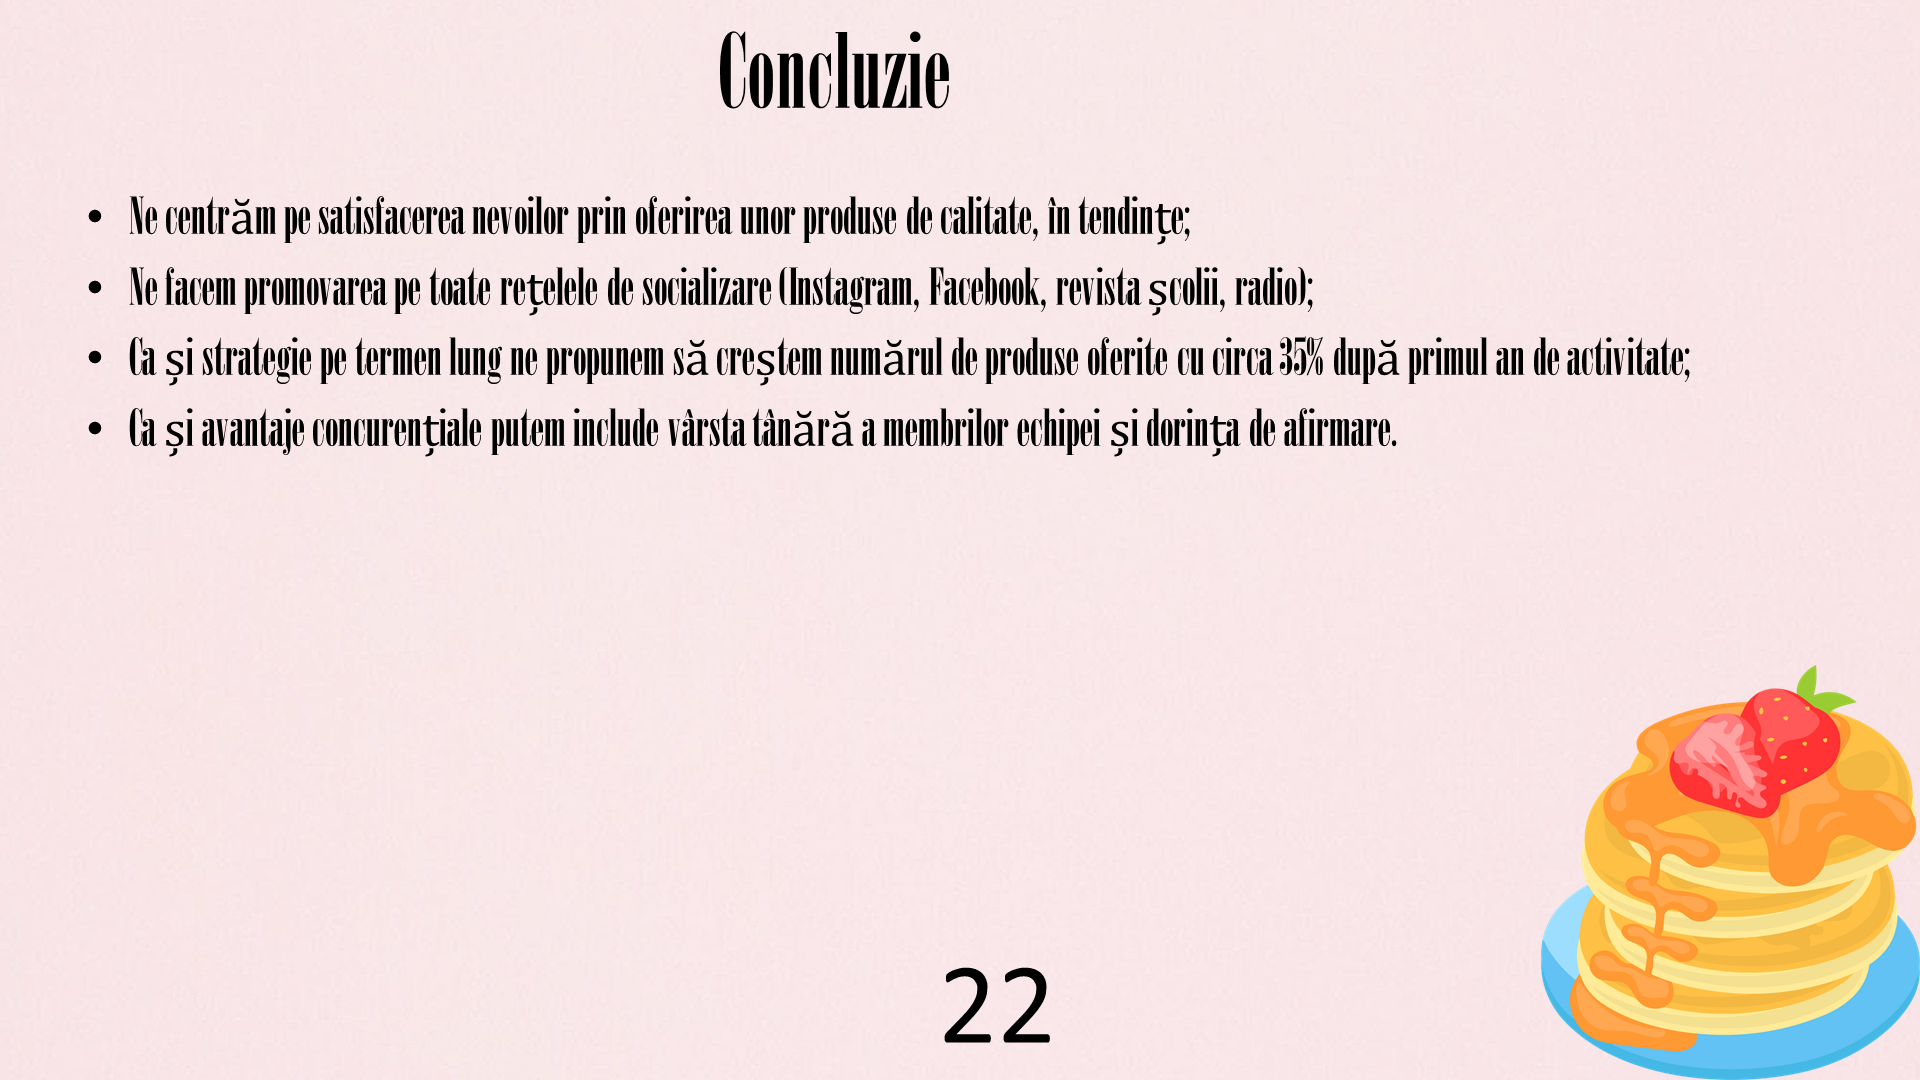 Concluzie
• Ne centrăm pe satisfacerea nevoilor prin oferirea unor produse de calitate, în tendințe;
• Ne facem promovarea pe toate rețelele de socializare (Instagram, Facebook, revista școlii, radio);
• Ca și strategie pe termen lung ne propunem să creștem numărul de produse oferite cu circa 35% după primul an de activitate;
• Ca și avantaje concurențiale putem include vârsta tânără a membrilor echipei și dorința de afirmare.
22